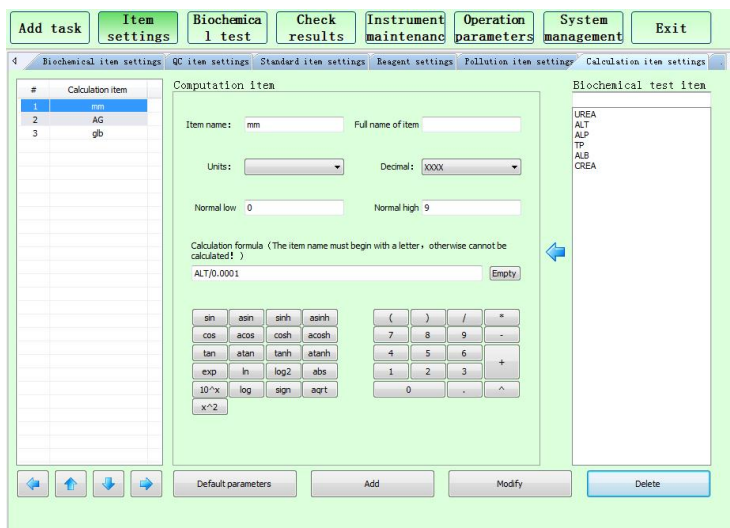 Add task
Item settings
Biochemica l test
Check results
Instrument maintenanc
Operation parameters
System management
Exit
Biochemical item settings
QC item settings
Standard item settings
Reagent settings
Pollution item settings
Calculation item settings
# Calculation item
1 mm
2 AG
3 glb
Computation item
Item name: mm
Full name of item
Units:
Decimal: XXXX
Normal low 0
Normal high 9
Calculation formula (The item name must begin with a letter, otherwise cannot be
calculated! )
ALT/0.0001
Empty
sin asin sinh asinh
cos acos cosh acosh
tan atan tanh atanh
exp ln log2 abs
10^x log sign aqrt
x^2
( ) / *
7 8 9 -
4 5 6 +
1 2 3
0 . ^
Biochemical test item
UREA
ALT
ALP
TP
ALB
CREA
Default parameters
Add
Modify
Delete